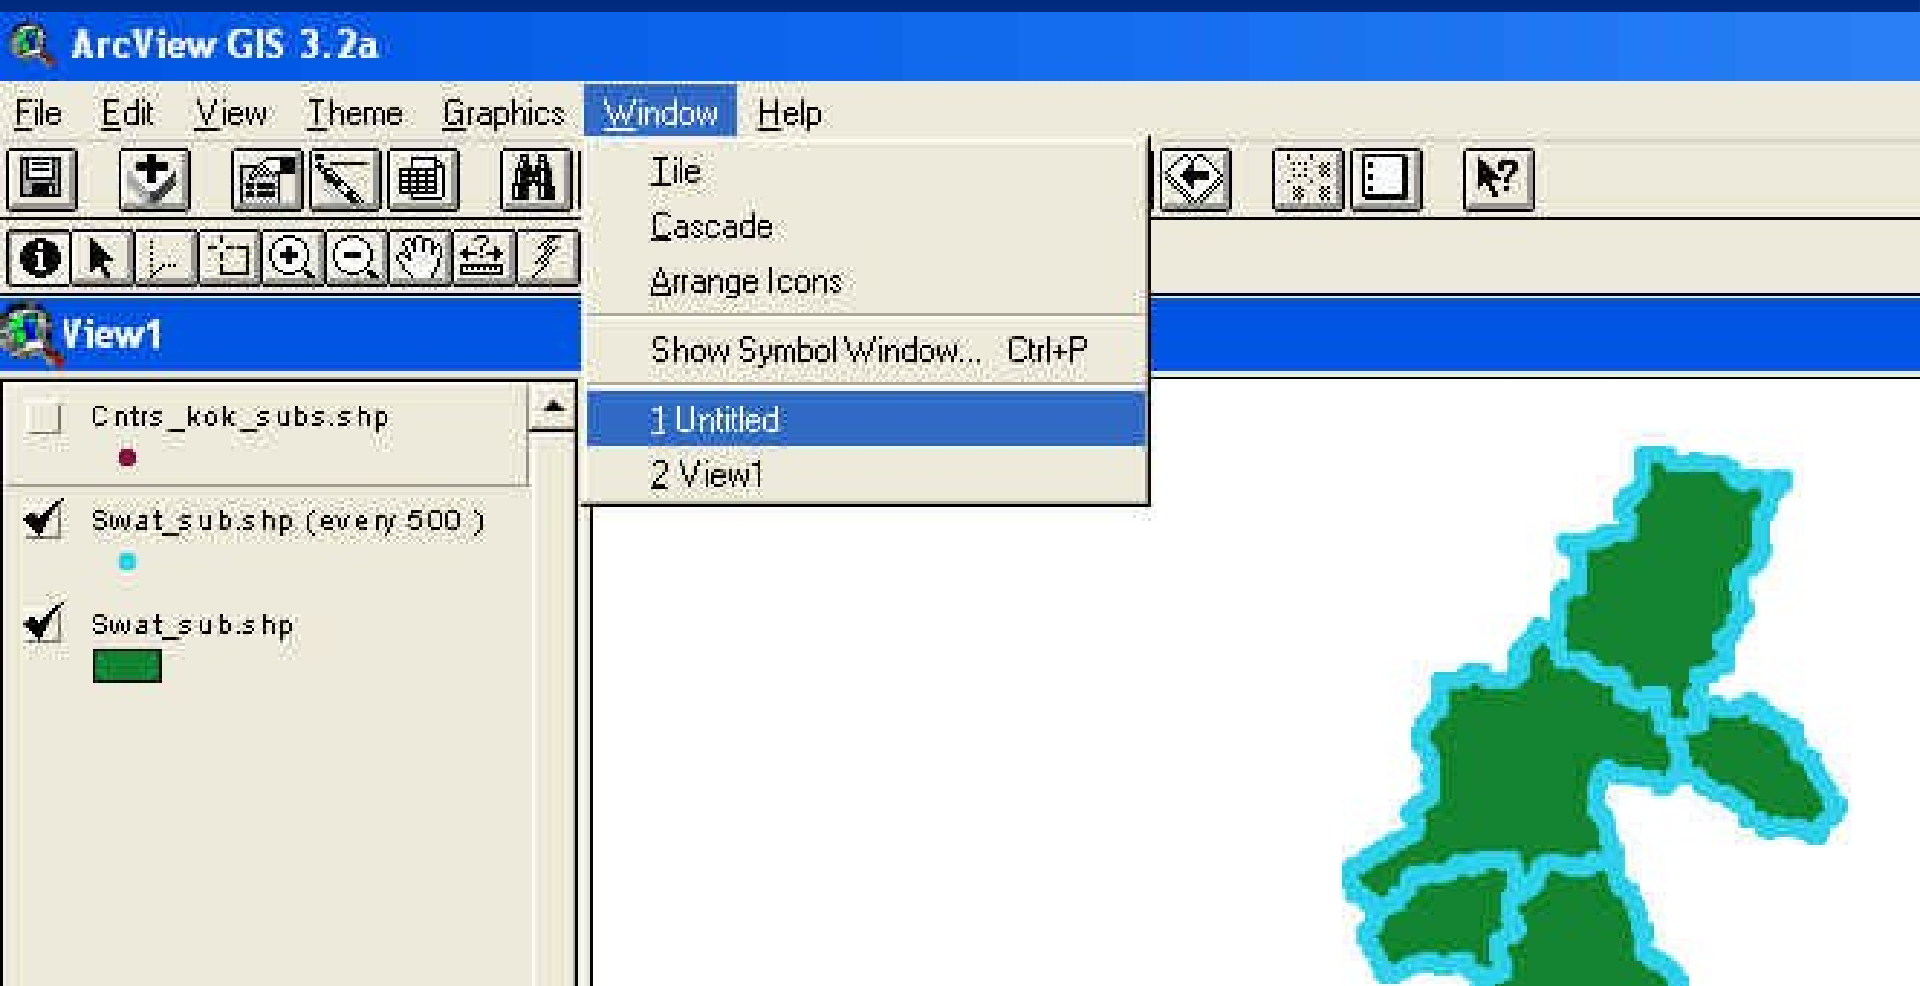 ArcView GIS 3.2a
File Edit View Theme Graphics Window Help
Tile
Cascade
Arrange Icons
Show Symbol Window... Ctrl+P
1 Untitled
2 View1
View1
Cntrs_kok_subs.shp
Swat_sub.shp (every 500 )
Swat_sub.shp